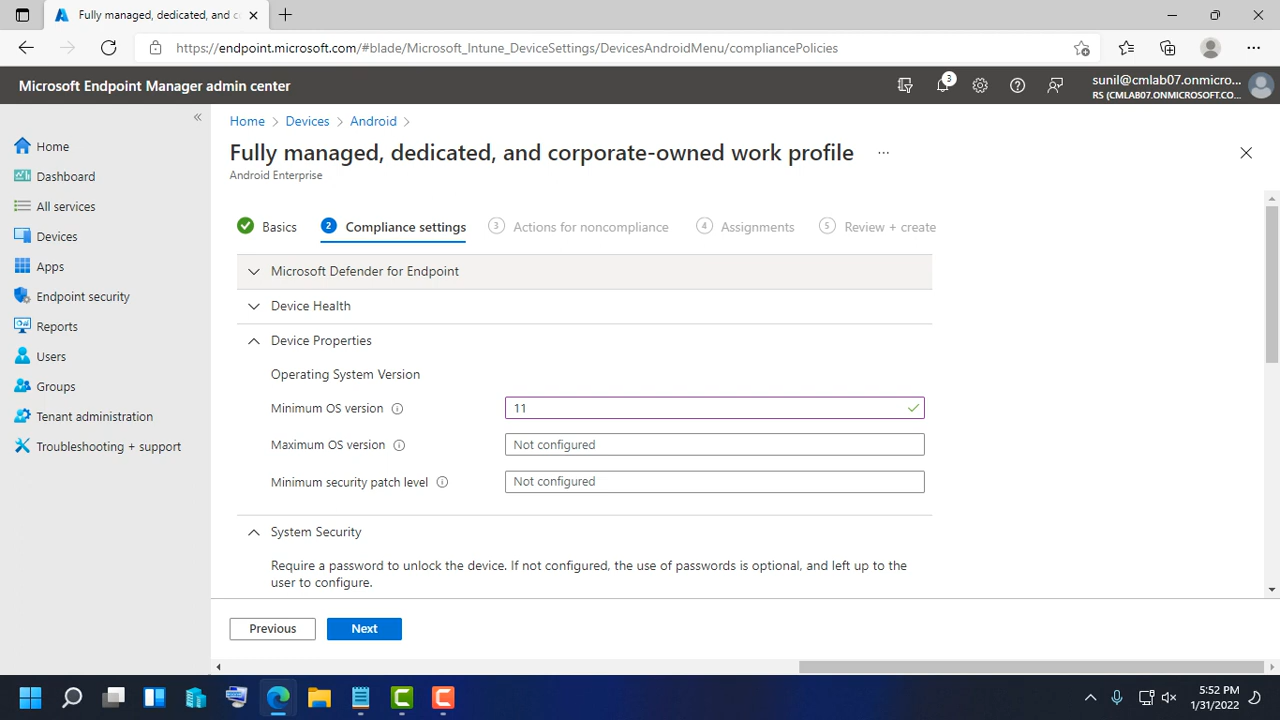 Fully managed, dedicated, and c
https://endpoint.microsoft.com/#blade/Microsoft_Intune_DeviceSettings/DevicesAndroidMenu/compliancePolicies
Microsoft Endpoint Manager admin center
3
sunil@cmlab07.onmicro...
RS (CMLAB07.ONMICROSOFT.CO...
Home
Dashboard
All services
Devices
Apps
Endpoint security
Reports
Users
Groups
Tenant administration
Troubleshooting + support
Home > Devices > Android >
Fully managed, dedicated, and corporate-owned work profile ...
Android Enterprise
Basics
2 Compliance settings
3 Actions for noncompliance
4 Assignments
5 Review + create
Microsoft Defender for Endpoint
Device Health
Device Properties
Operating System Version
Minimum OS version 11
Maximum OS version Not configured
Minimum security patch level Not configured
System Security
Require a password to unlock the device. If not configured, the use of passwords is optional, and left up to the
user to configure.
Previous
Next
5:52 PM
1/31/2022